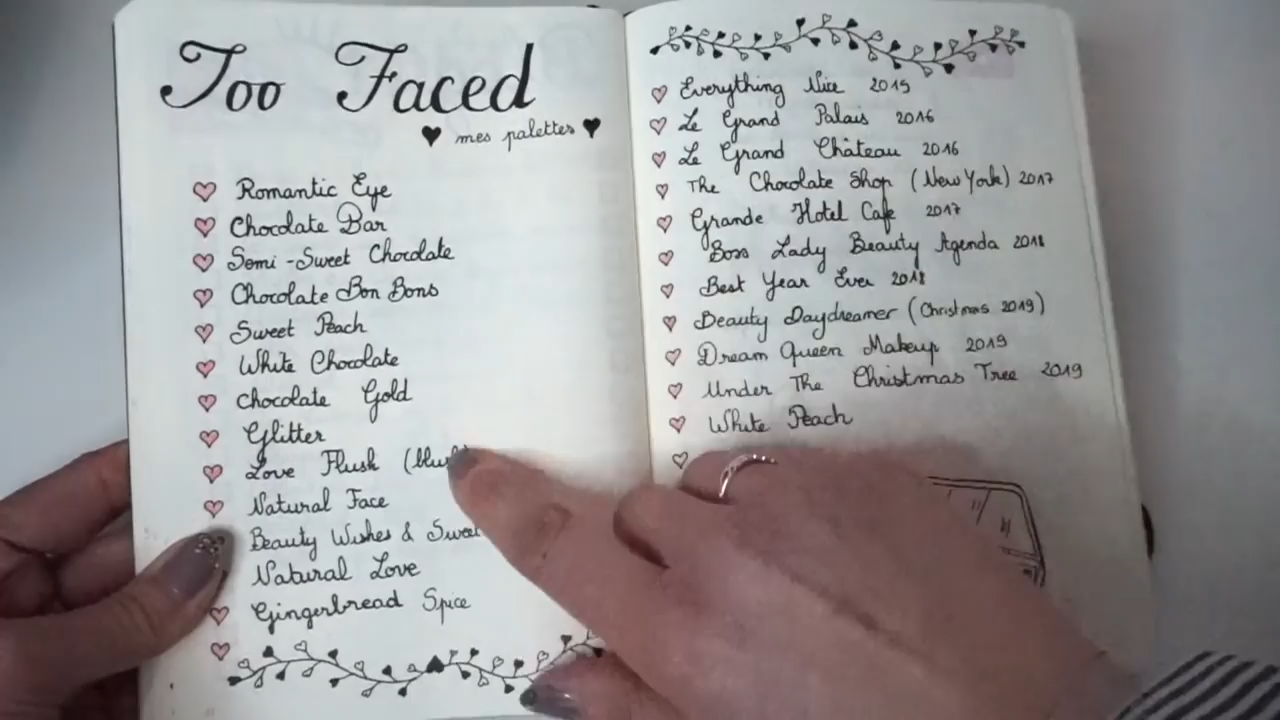 Too Faced
mes palettes
Romantic Eye
Chocolate Bar
Semi-Sweet Chocolate
Chocolate Bon Bons
Sweet Peach
White Chocolate
Chocolate Gold
Glitter
Love Flush (blush)
Natural Face
Beauty Wishes & Sweet
Natural Love
Gingerbread Spice
Everything Nice 2019
Le Grand Palais 2016
Le Grand Château 2016
The Chocolate Shop (New York) 2017
Grande Hotel Cafe 2017
Boss Lady Beauty Agenda 2018
Best Year Ever 2018
Beauty Daydreamer (Christmas 2019)
Dream Queen Makeup 2019
Under The Christmas Tree 2019
White Peach